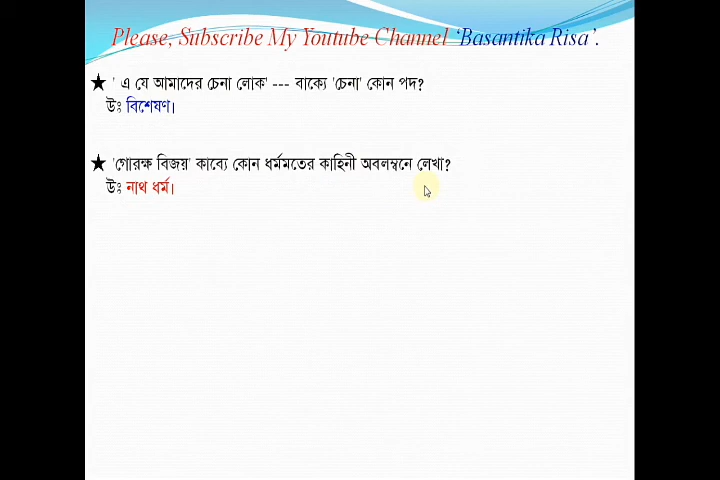 Please, Subscribe My Youtube Channel ‘Basantika Risa’.
★ ' এ যে আমাদের চেনা লোক' --- বাক্যে 'চেনা' কোন পদ?
উঃ বিশেষণ।
★ 'গোরক্ষ বিজয়' কাব্যে কোন ধর্মমতের কাহিনী অবলম্বনে লেখা?
উঃ নাথ ধর্ম।